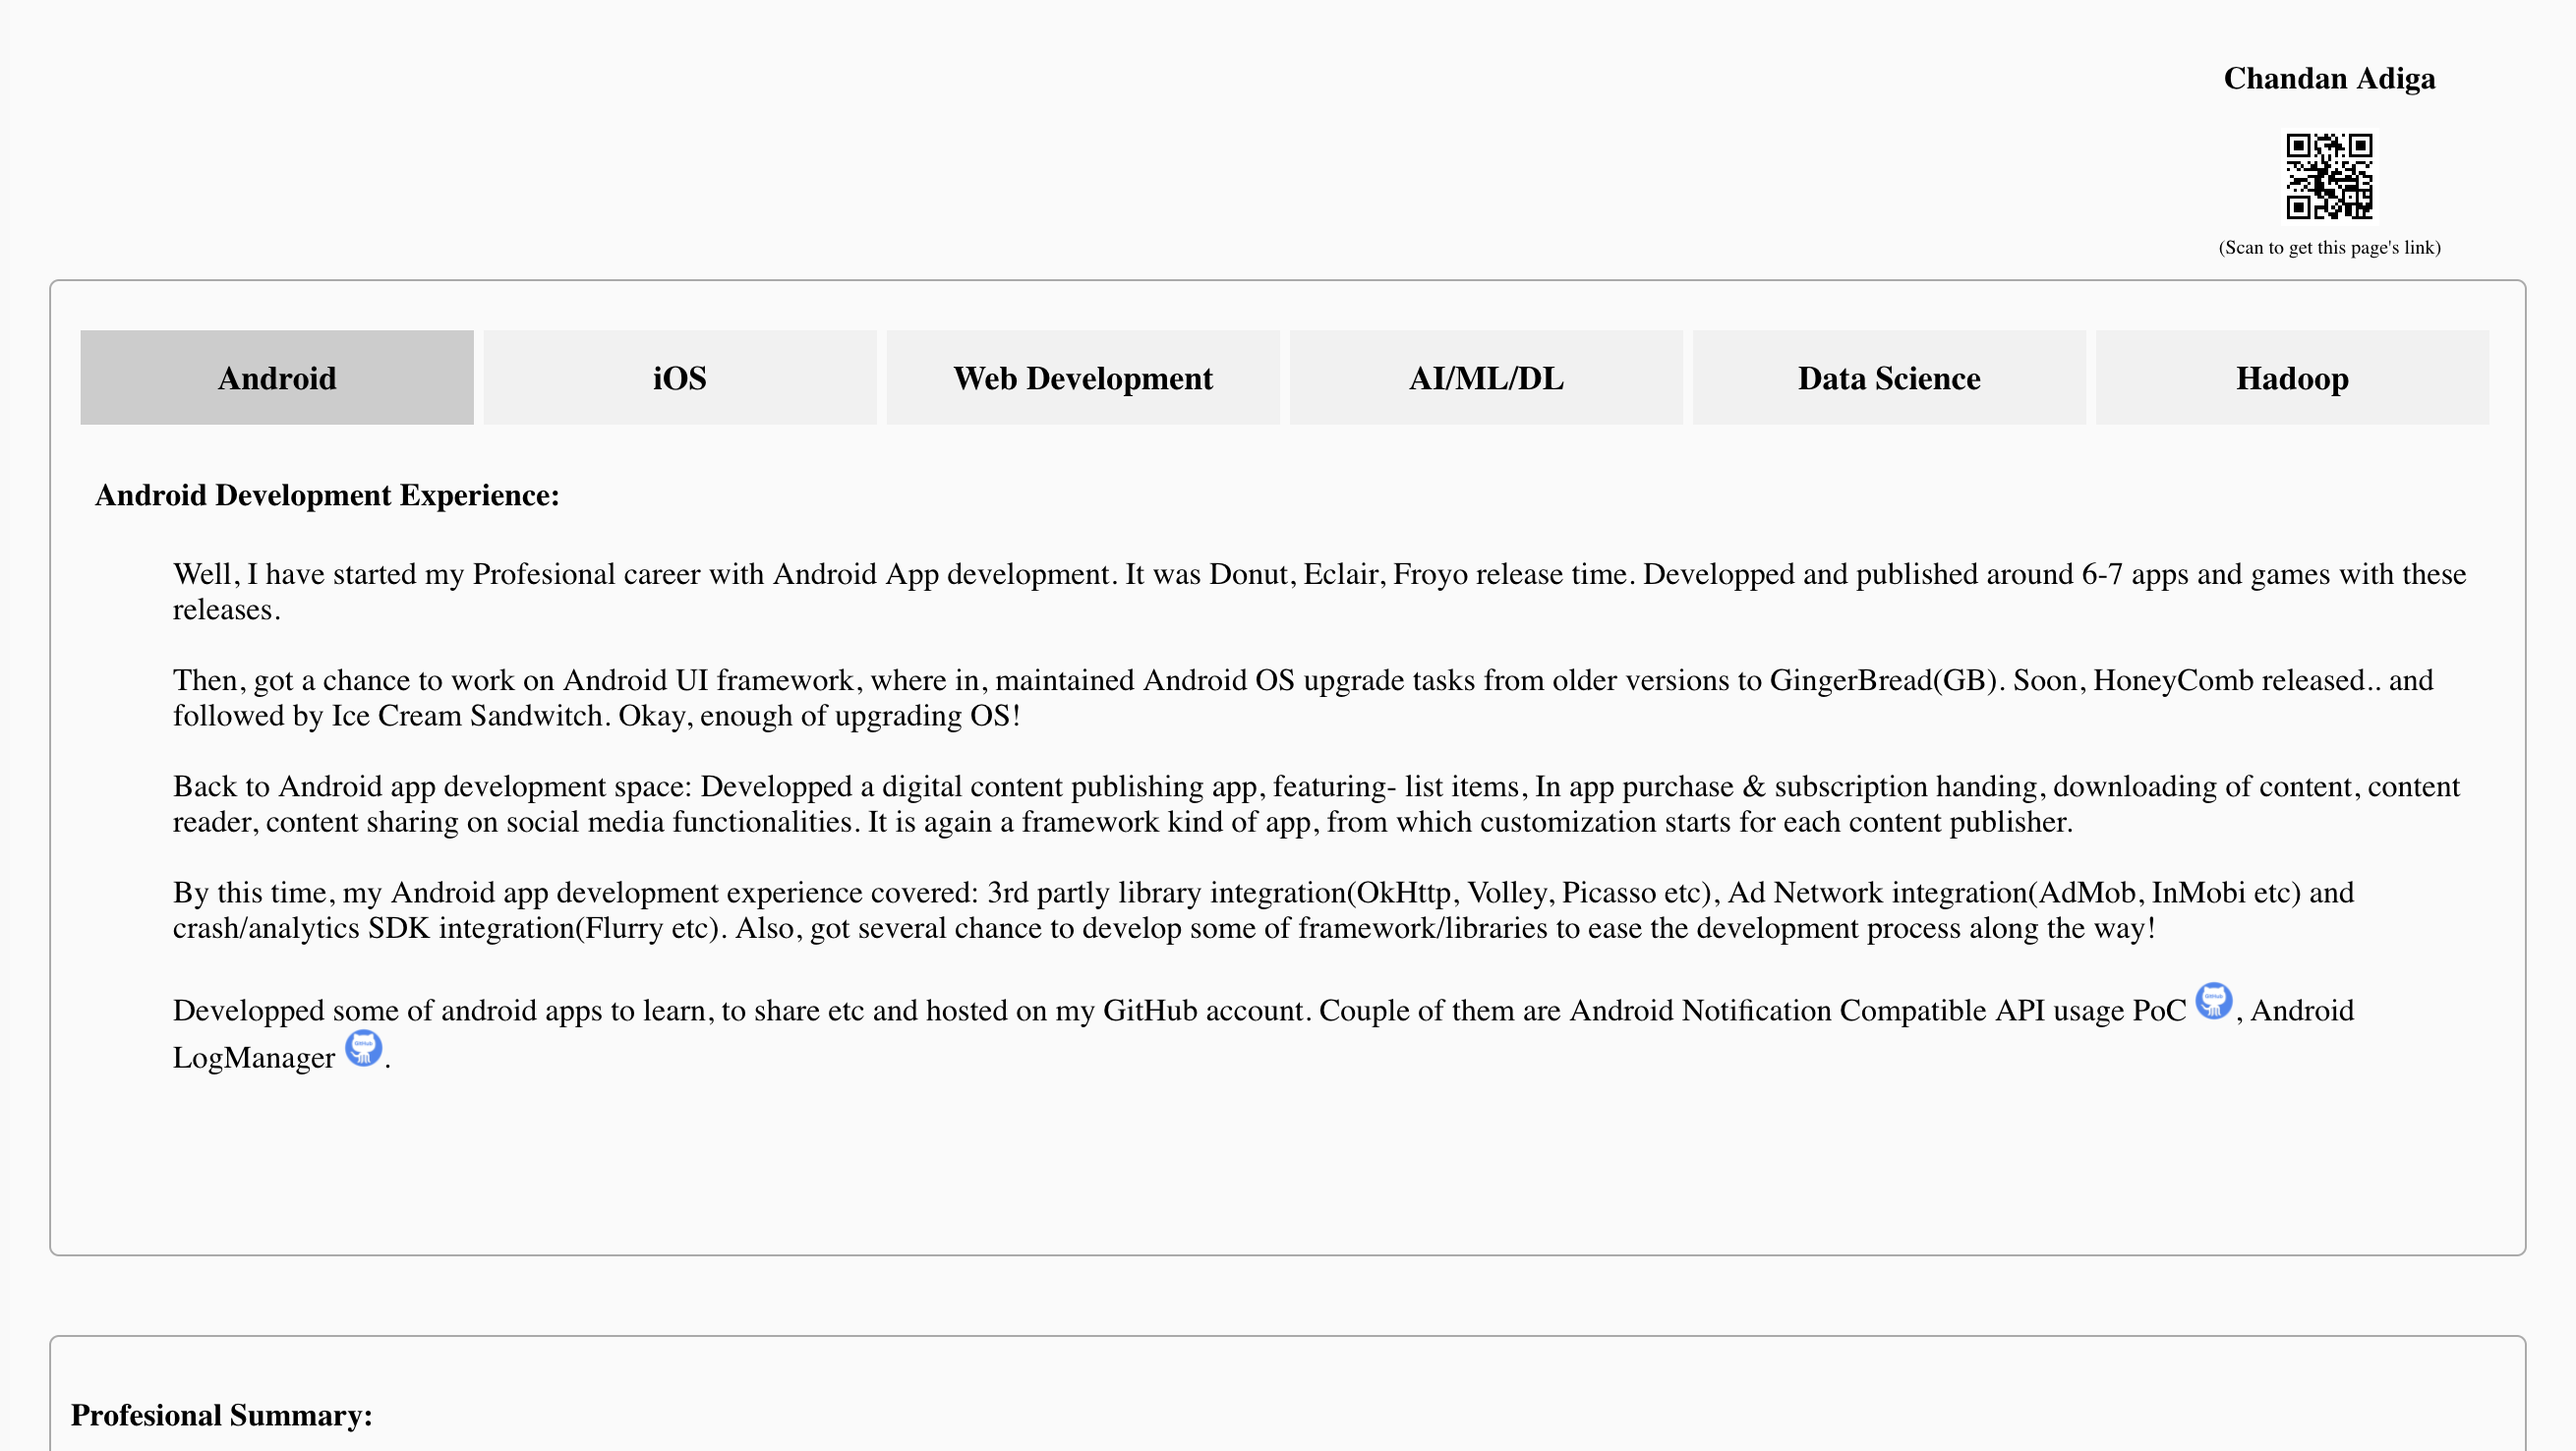 Chandan Adiga
(Scan to get this page's link)
Android
iOS
Web Development
AI/ML/DL
Data Science
Hadoop
Android Development Experience:
Well, I have started my Profesional career with Android App development. It was Donut, Eclair, Froyo release time. Developped and published around 6-7 apps and games with these
releases.
Then, got a chance to work on Android UI framework, where in, maintained Android OS upgrade tasks from older versions to GingerBread(GB). Soon, HoneyComb released.. and
followed by Ice Cream Sandwitch. Okay, enough of upgrading OS!
Back to Android app development space: Developped a digital content publishing app, featuring- list items, In app purchase & subscription handing, downloading of content, content
reader, content sharing on social media functionalities. It is again a framework kind of app, from which customization starts for each content publisher.
By this time, my Android app development experience covered: 3rd partly library integration(OkHttp, Volley, Picasso etc), Ad Network integration(AdMob, InMobi etc) and
crash/analytics SDK integration(Flurry etc). Also, got several chance to develop some of framework/libraries to ease the development process along the way!
Developped some of android apps to learn, to share etc and hosted on my GitHub account. Couple of them are Android Notification Compatible API usage PoC GitHub, Android
LogManager GitHub.
Profesional Summary: